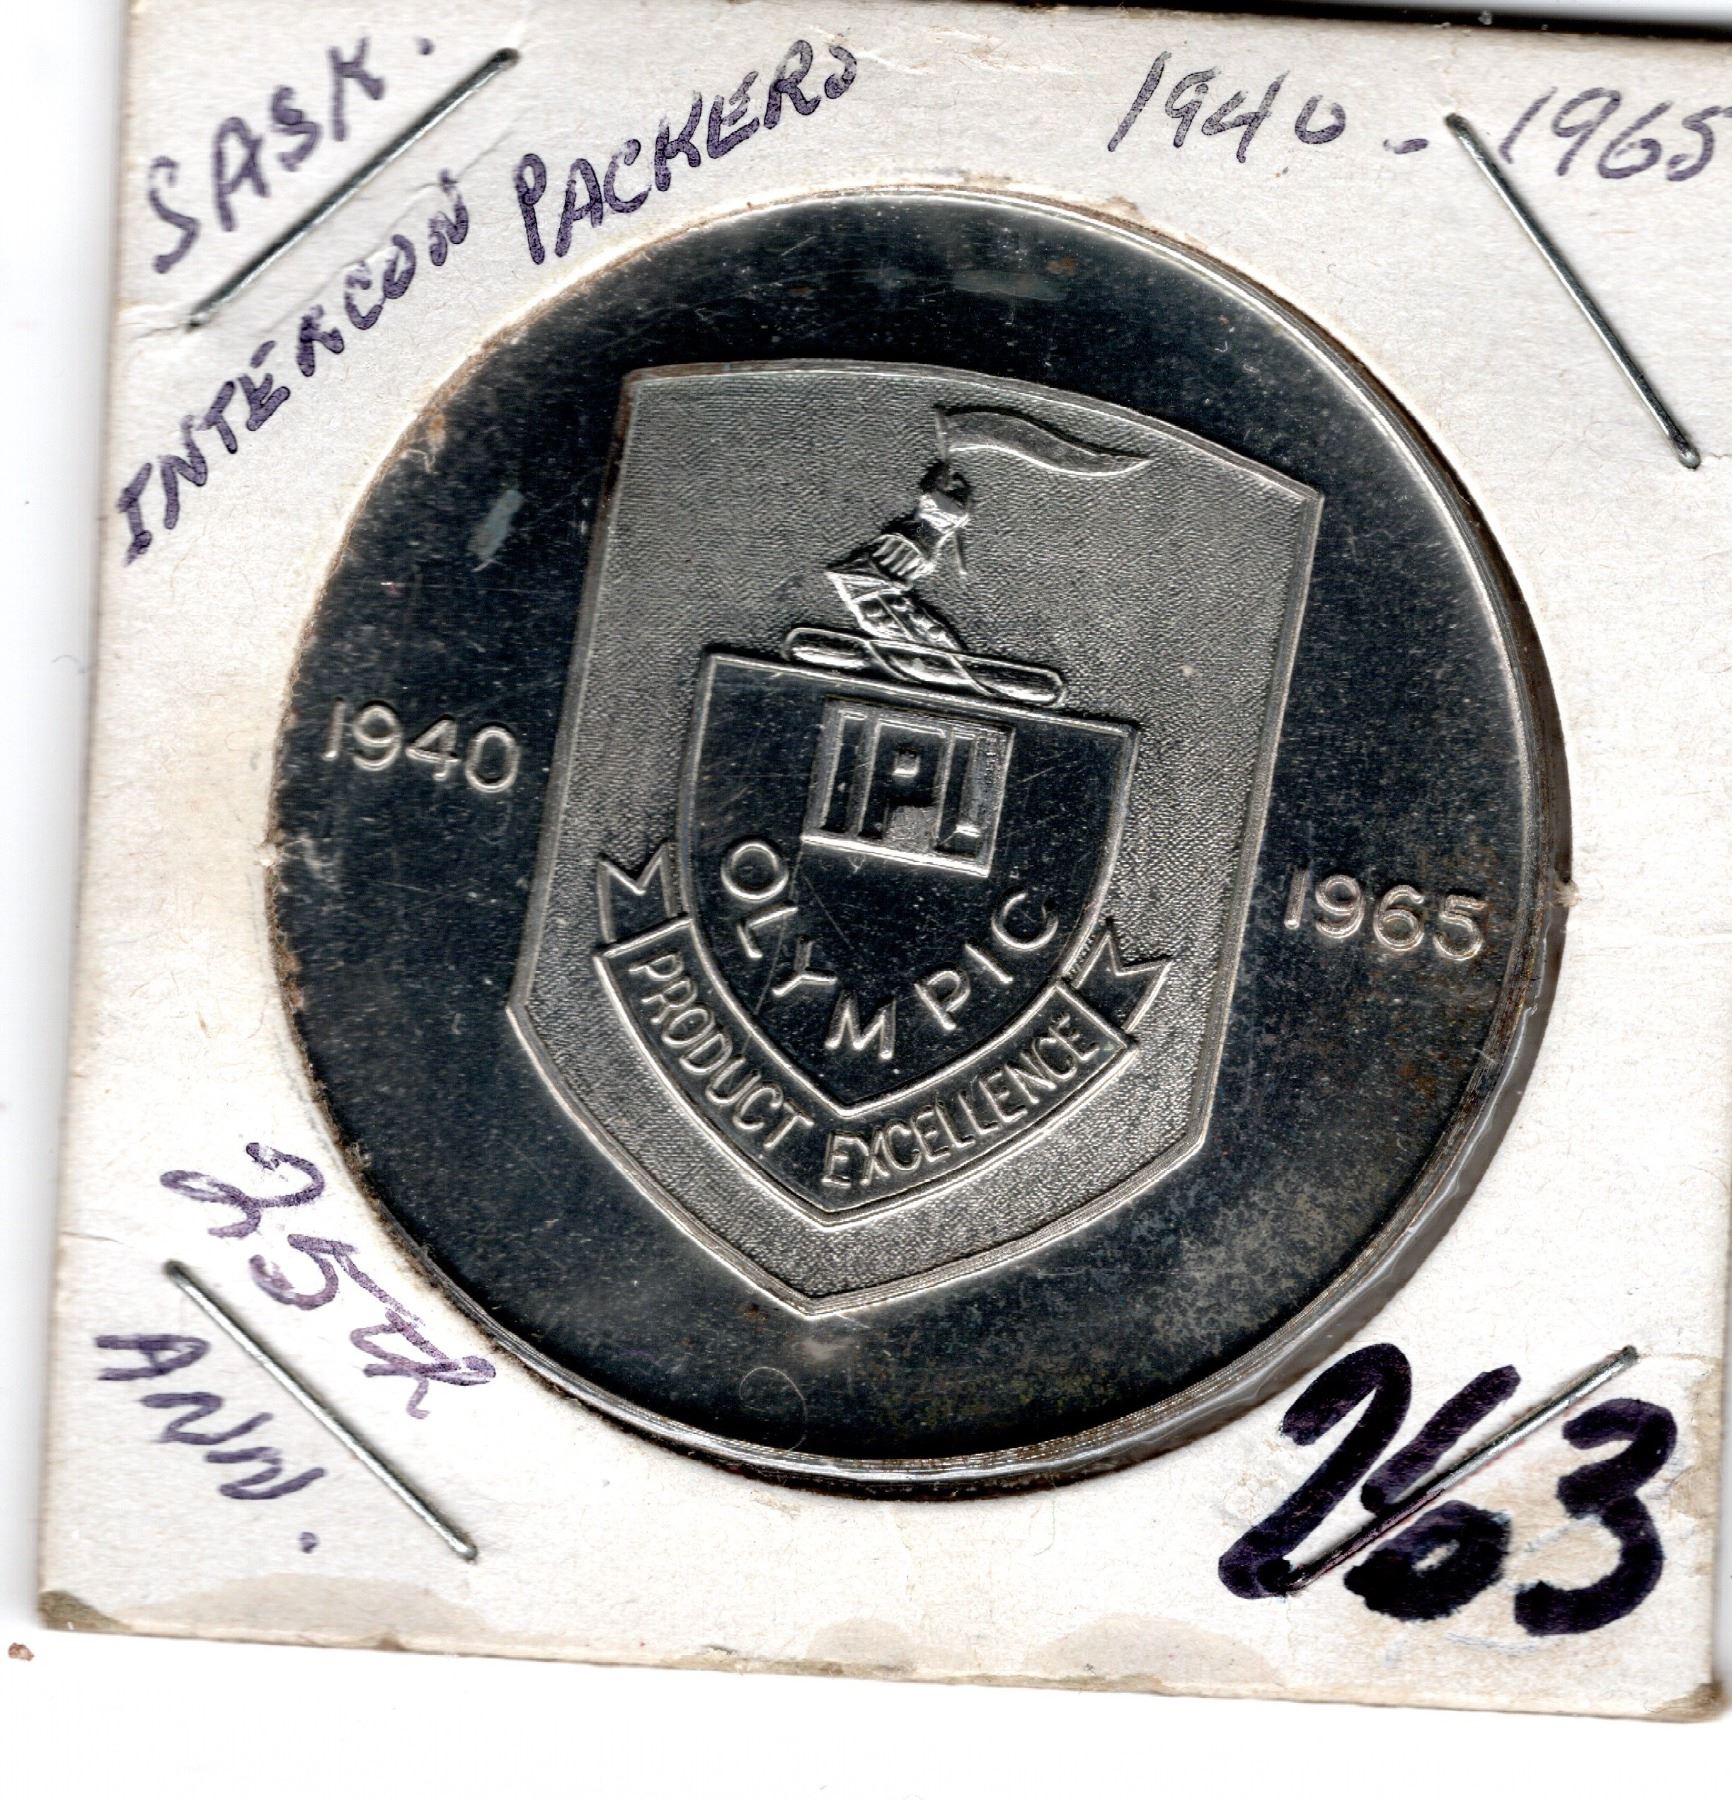 SASK.
INTERCON PACKERS
1940 - 1965
1940
IPL
OLYMPIC
PRODUCT EXCELLENCE
1965
25th
ANN.
263